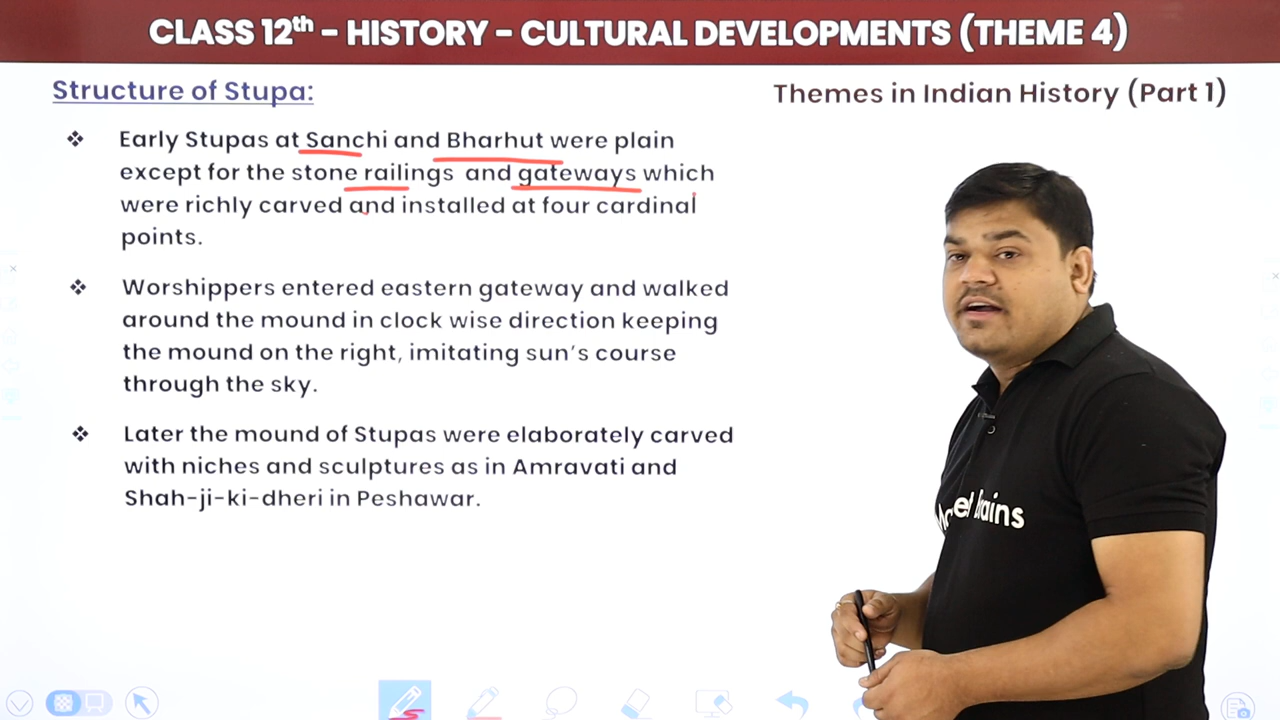 CLASS 12th – HISTORY – CULTURAL DEVELOPMENTS (THEME 4)
Structure of Stupa:
Themes in Indian History (Part 1)
❖ Early Stupas at Sanchi and Bharhut were plain
except for the stone railings and gateways which
were richly carved and installed at four cardinal
points.
❖ Worshippers entered eastern gateway and walked
around the mound in clock wise direction keeping
the mound on the right, imitating sun's course
through the sky.
❖ Later the mound of Stupas were elaborately carved
with niches and sculptures as in Amravati and
Shah-ji-ki-dheri in Peshawar.